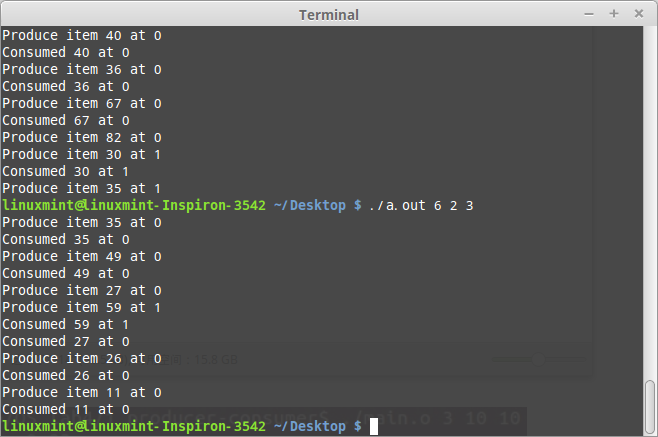 Terminal
Produce item 40 at 0
Consumed 40 at 0
Produce item 36 at 0
Consumed 36 at 0
Produce item 67 at 0
Consumed 67 at 0
Produce item 82 at 0
Produce item 30 at 1
Consumed 30 at 1
Produce item 35 at 1
linuxmint@linuxmint-Inspiron-3542 ~/Desktop $ ./a.out 6 2 3
Produce item 35 at 0
Consumed 35 at 0
Produce item 49 at 0
Consumed 49 at 0
Produce item 27 at 0
Produce item 59 at 1
Consumed 59 at 1
Consumed 27 at 0
Produce item 26 at 0
Consumed 26 at 0
Produce item 11 at 0
Consumed 11 at 0
linuxmint@linuxmint-Inspiron-3542 ~/Desktop $